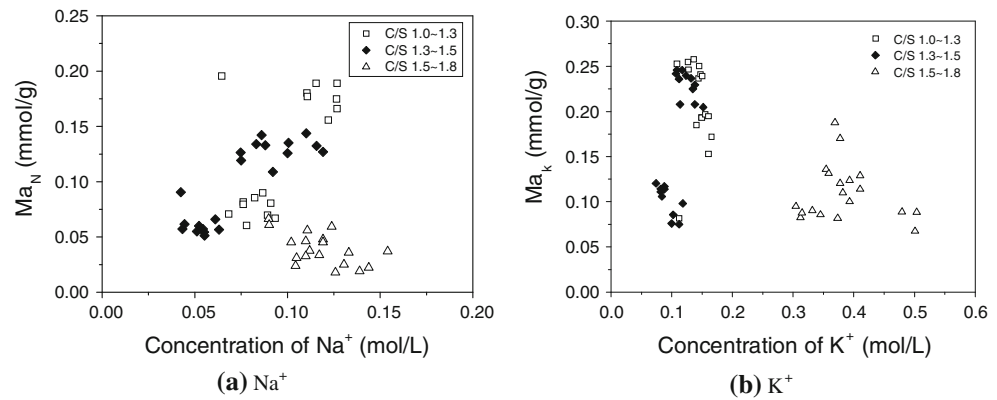 0.25
0.20
0.15
0.10
0.05
0.00
Ma_N (mmol/g)
C/S 1.0~1.3
C/S 1.3~1.5
C/S 1.5~1.8
0.00 0.05 0.10 0.15 0.20
Concentration of Na⁺ (mol/L)
(a) Na⁺
0.30
0.25
0.20
0.15
0.10
0.05
0.00
Ma_k (mmol/g)
C/S 1.0~1.3
C/S 1.3~1.5
C/S 1.5~1.8
0.0 0.1 0.2 0.3 0.4 0.5 0.6
Concentration of K⁺ (mol/L)
(b) K⁺